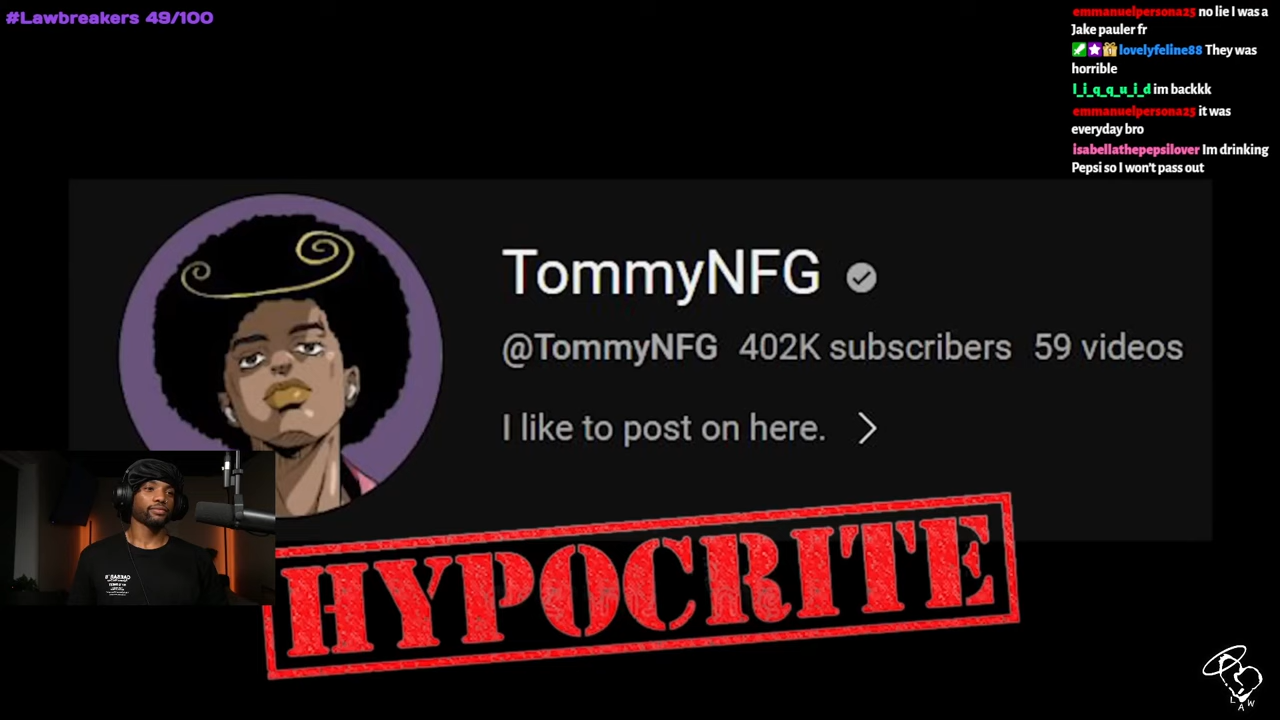 #Lawbreakers 49/100
emmanuelpersona25 no lie I was a
Jake pauler fr
lovelyfeline88 They was
horrible
l_i_q_q_u_i_d im backkk
emmanuelpersona25 it was
everyday bro
isabellathepepsilover Im drinking
Pepsi so I won't pass out
TommyNFG
@TommyNFG 402K subscribers 59 videos
I like to post on here.
HYPOCRITE
LAW